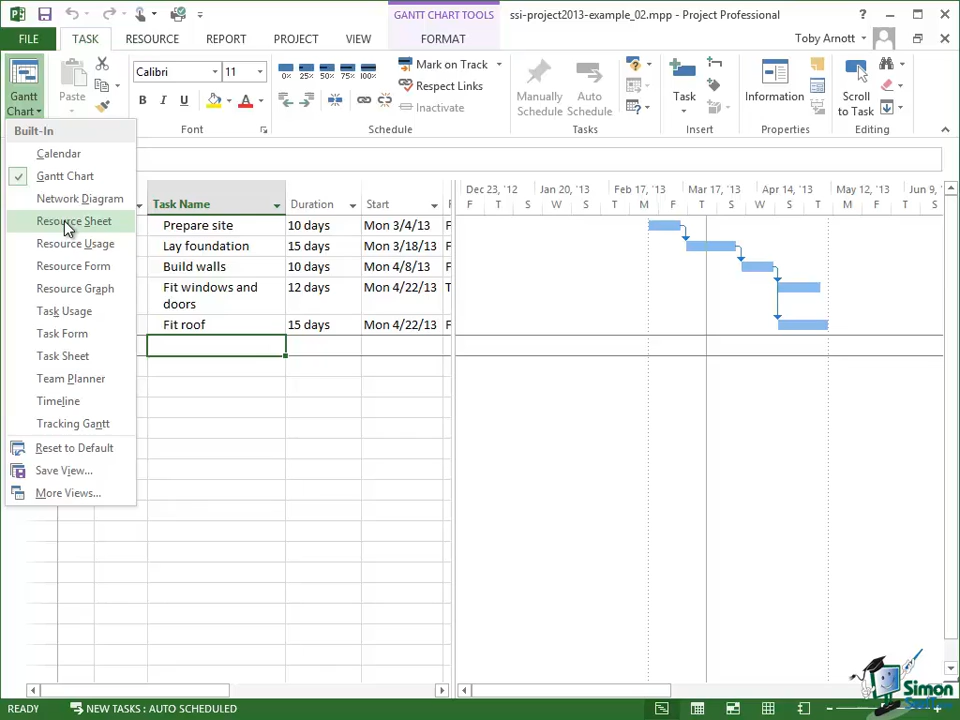 GANTT CHART TOOLS
ssi-project2013-example_02.mpp - Project Professional
FILE
TASK
RESOURCE
REPORT
PROJECT
VIEW
FORMAT
Toby Arnott
Gantt
Chart
Paste
Calibri
11
B I U A
Font
0% 25% 50% 75% 100%
Mark on Track
Respect Links
Inactivate
Schedule
Manually
Schedule
Auto
Schedule
Tasks
Task
Insert
Information
Properties
Scroll
to Task
Editing
Built-In
Calendar
Gantt Chart
Network Diagram
Resource Sheet
Resource Usage
Resource Form
Resource Graph
Task Usage
Task Form
Task Sheet
Team Planner
Timeline
Tracking Gantt
Reset to Default
Save View...
More Views...
Task Name Duration Start F
Prepare site 10 days Mon 3/4/13 F
Lay foundation 15 days Mon 3/18/13 F
Build walls 10 days Mon 4/8/13 F
Fit windows and
doors
12 days Mon 4/22/13 T
Fit roof 15 days Mon 4/22/13 F
Dec 23, '12 Jan 20, '13 Feb 17, '13 Mar 17, '13 Apr 14, '13 May 12, '13 Jun 9, '
F T S W T M F T S W T M F T S
READY
NEW TASKS : AUTO SCHEDULED
Simon